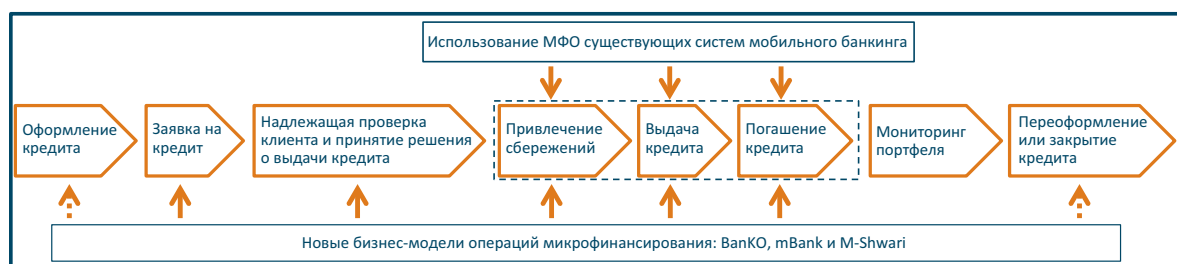 Использование МФО существующих систем мобильного банкинга
Оформление
кредита
Заявка на
кредит
Надлежащая проверка
клиента и принятие решения
о выдачи кредита
Привлечение
сбережений
Выдача
кредита
Погашение
кредита
Мониторинг
портфеля
Переоформление
или закрытие
кредита
Новые бизнес-модели операций микрофинансирования: BanKO, mBank и M-Shwari